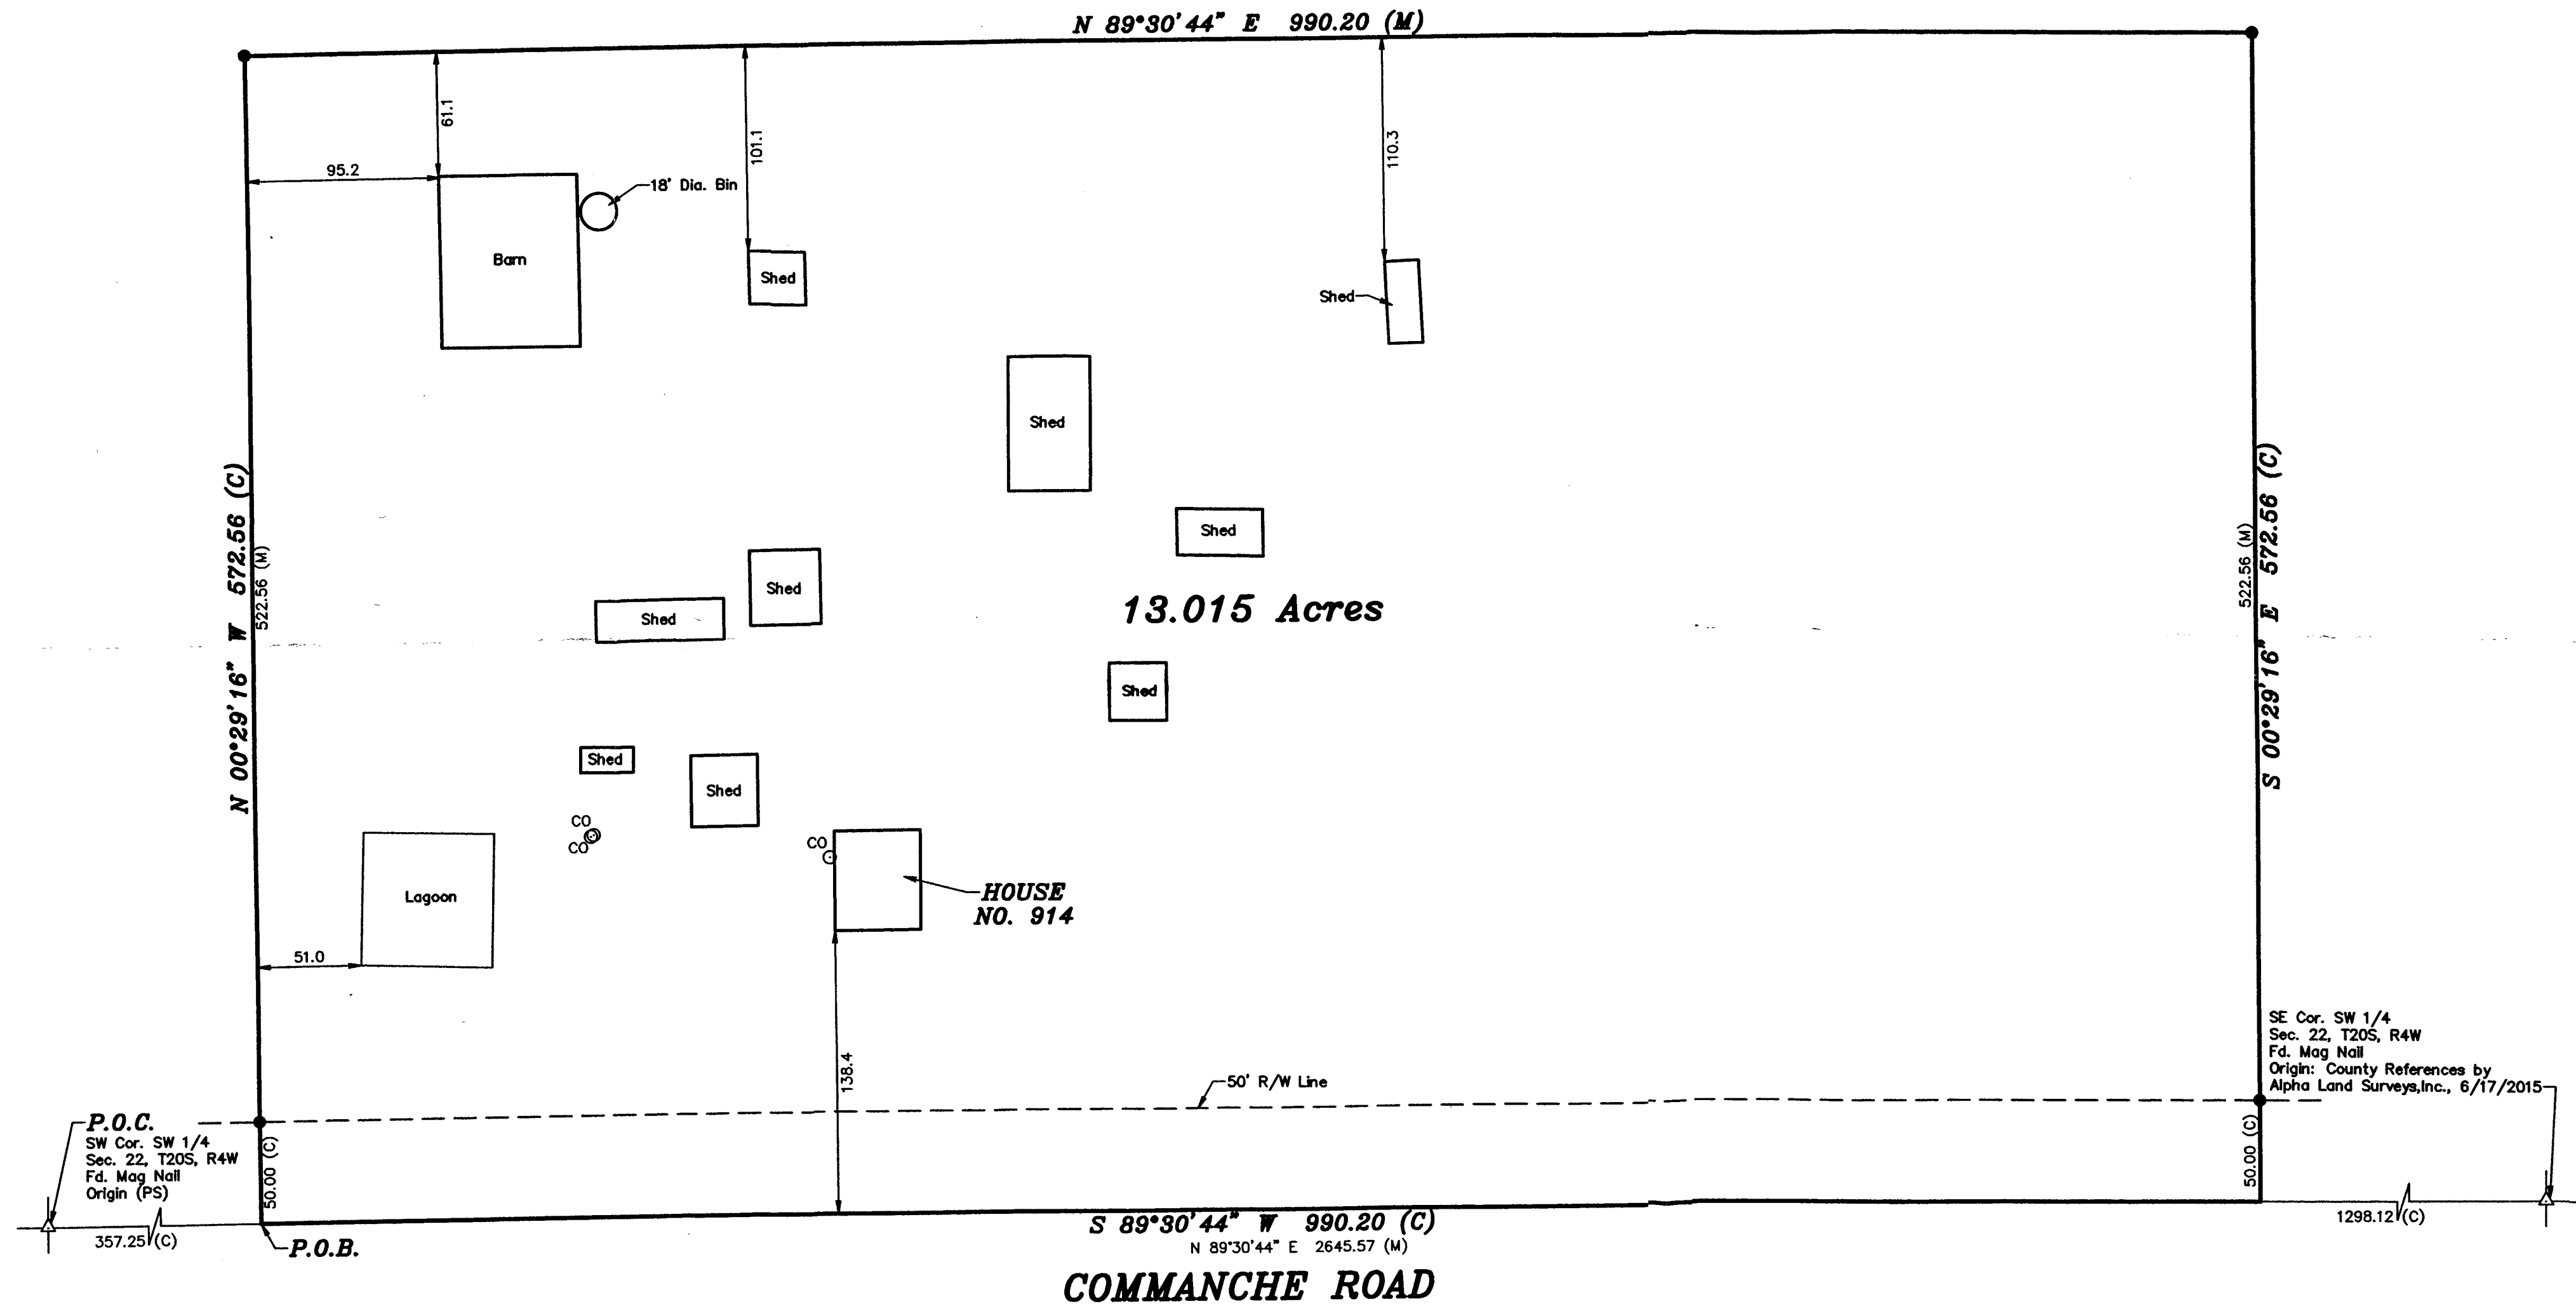 N 89°30'44" E 990.20 (M)
61.1
101.1
110.3
95.2
18' Dia. Bin
Barn
Shed
Shed
Shed
Shed
Shed
Shed
13.015 Acres
Shed
Shed
Shed
N 00°29'16" W 572.56 (C)
522.56 (M)
522.56 (M)
S 00°29'16" E 572.56 (C)
CO
CO
CO
Lagoon
HOUSE
NO. 914
51.0
138.4
50' R/W Line
SE Cor. SW 1/4
Sec. 22, T20S, R4W
Fd. Mag Nail
Origin: County References by
Alpha Land Surveys,Inc., 6/17/2015
P.O.C.
SW Cor. SW 1/4
Sec. 22, T20S, R4W
Fd. Mag Nail
Origin (PS)
50.00 (C)
50.00 (C)
357.25 (C)
P.O.B.
S 89°30'44" W 990.20 (C)
N 89°30'44" E 2645.57 (M)
1298.12 (C)
COMMANCHE ROAD